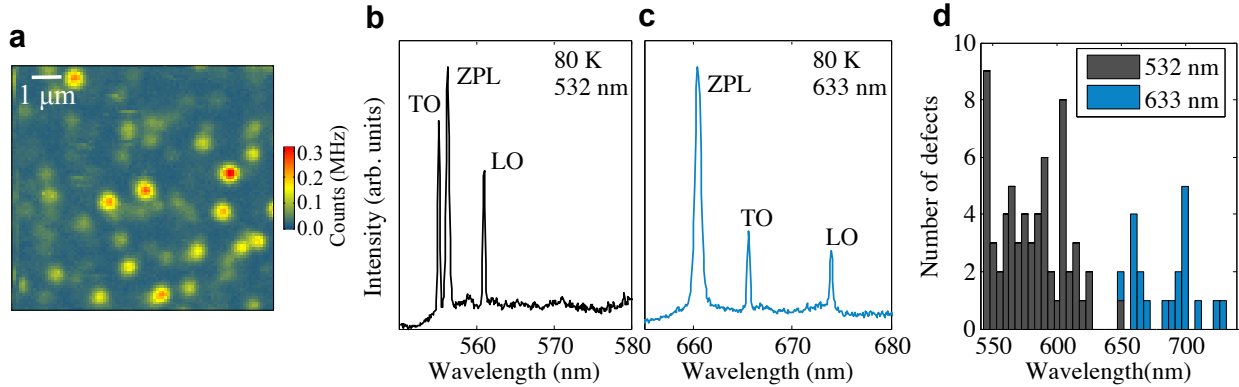 a
1 μm
0.3
0.2
0.1
0.0
Counts (MHz)
b
80 K
532 nm
ZPL
TO
LO
Intensity (arb. units)
560
570
580
Wavelength (nm)
c
80 K
633 nm
ZPL
TO
LO
660
670
680
Wavelength (nm)
d
532 nm
633 nm
Number of defects
10
8
6
4
2
0
550
600
650
700
Wavelength(nm)